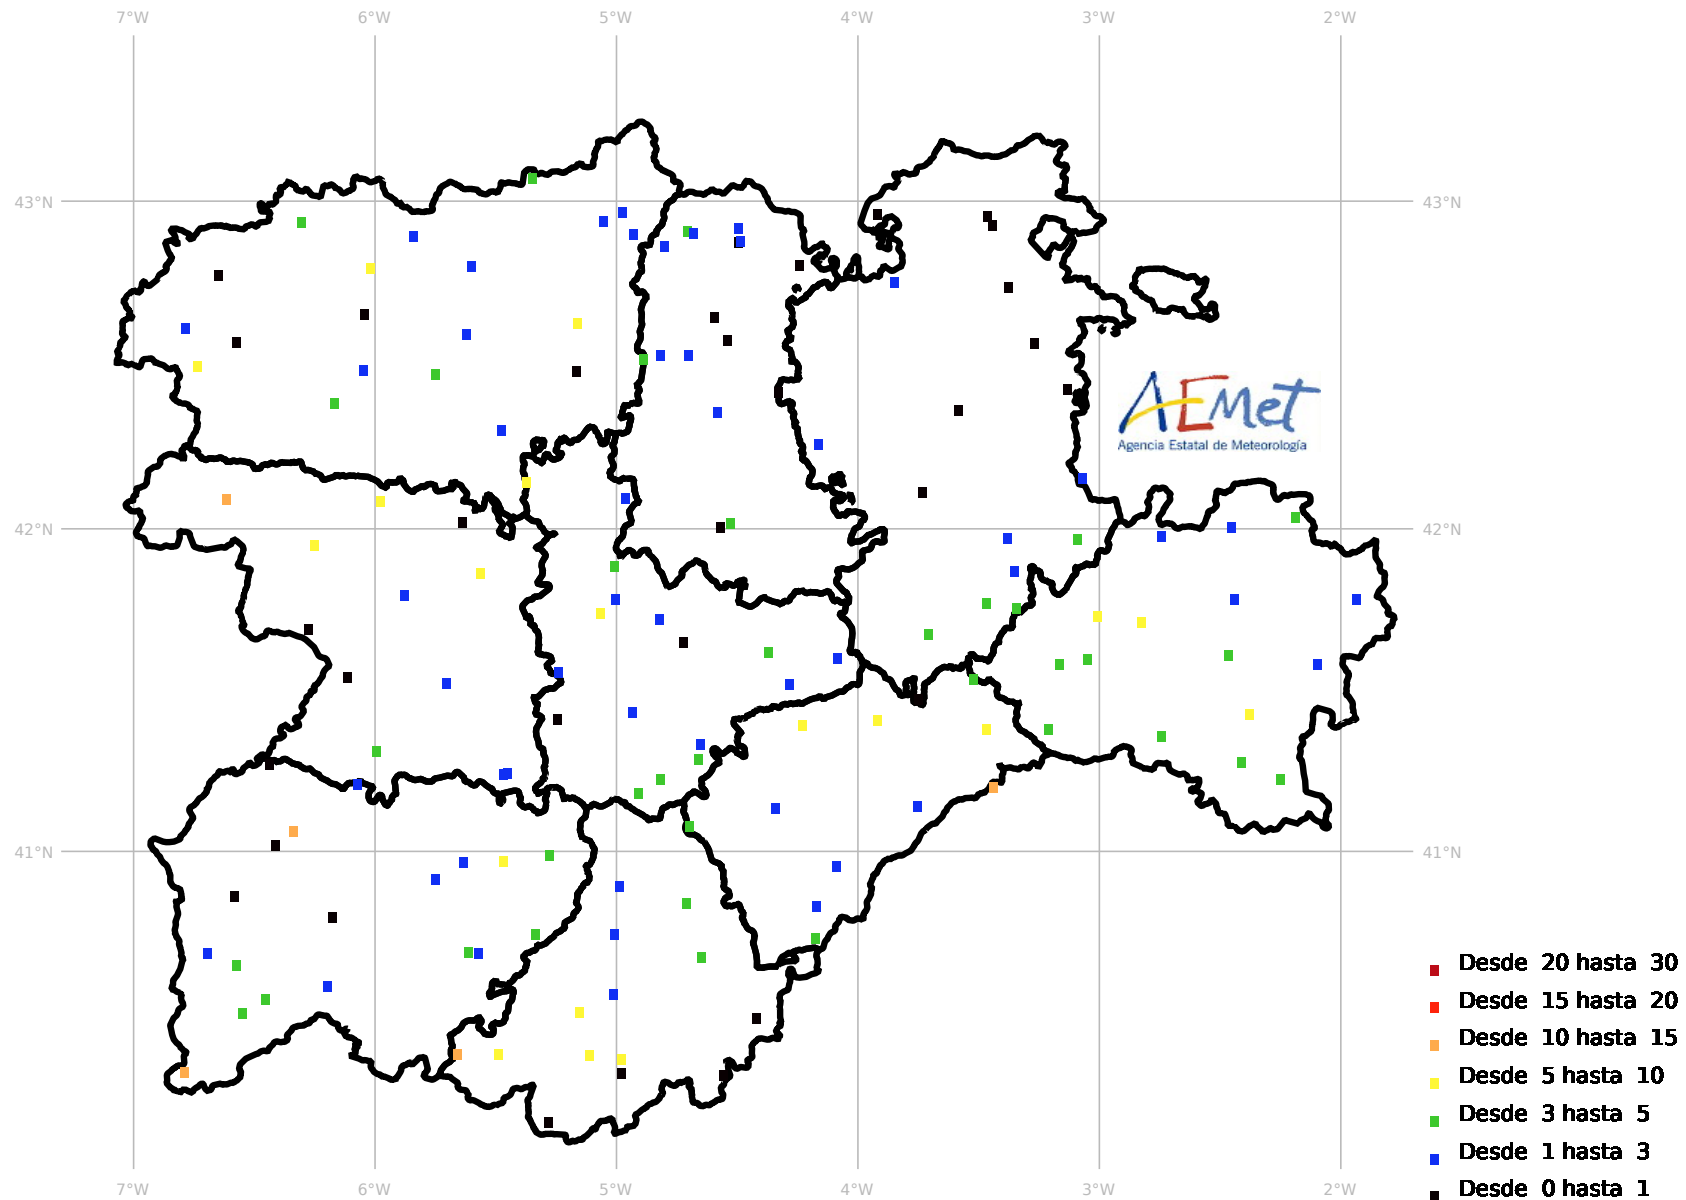 7°W 6°W 5°W 4°W 3°W 2°W
43°N 43°N
AEMet
Agencia Estatal de Meteorología
42°N 42°N
41°N 41°N
Desde 20 hasta 30
Desde 15 hasta 20
Desde 10 hasta 15
Desde 5 hasta 10
Desde 3 hasta 5
Desde 1 hasta 3
Desde 0 hasta 1
7°W 6°W 5°W 4°W 3°W 2°W